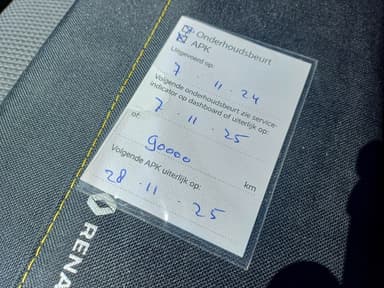 Onderhoudsbeurt
APK
Uitgevoerd op:
7 . 11 . 24
Volgende onderhoudsbeurt zie service-
indicator op dashboard of uiterlijk op:
7 . 11 . 25
of: 90000 km
Volgende APK uiterlijk op:
28 . 11 . 25
RENA